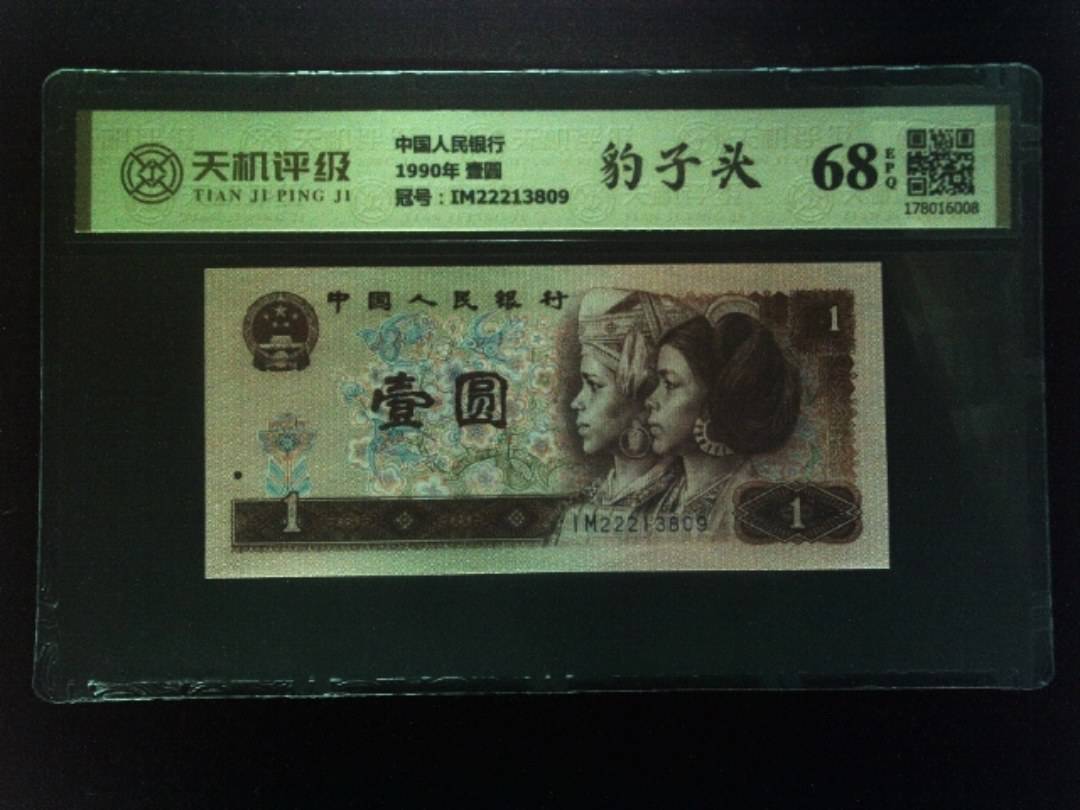 天机评级
TIAN JI PING JI
中国人民银行
1990年 壹圆
冠号：IM22213809
豹子头
68
EPQ
178016008
中国人民银行
1
壹圆
1
IM22213809
1